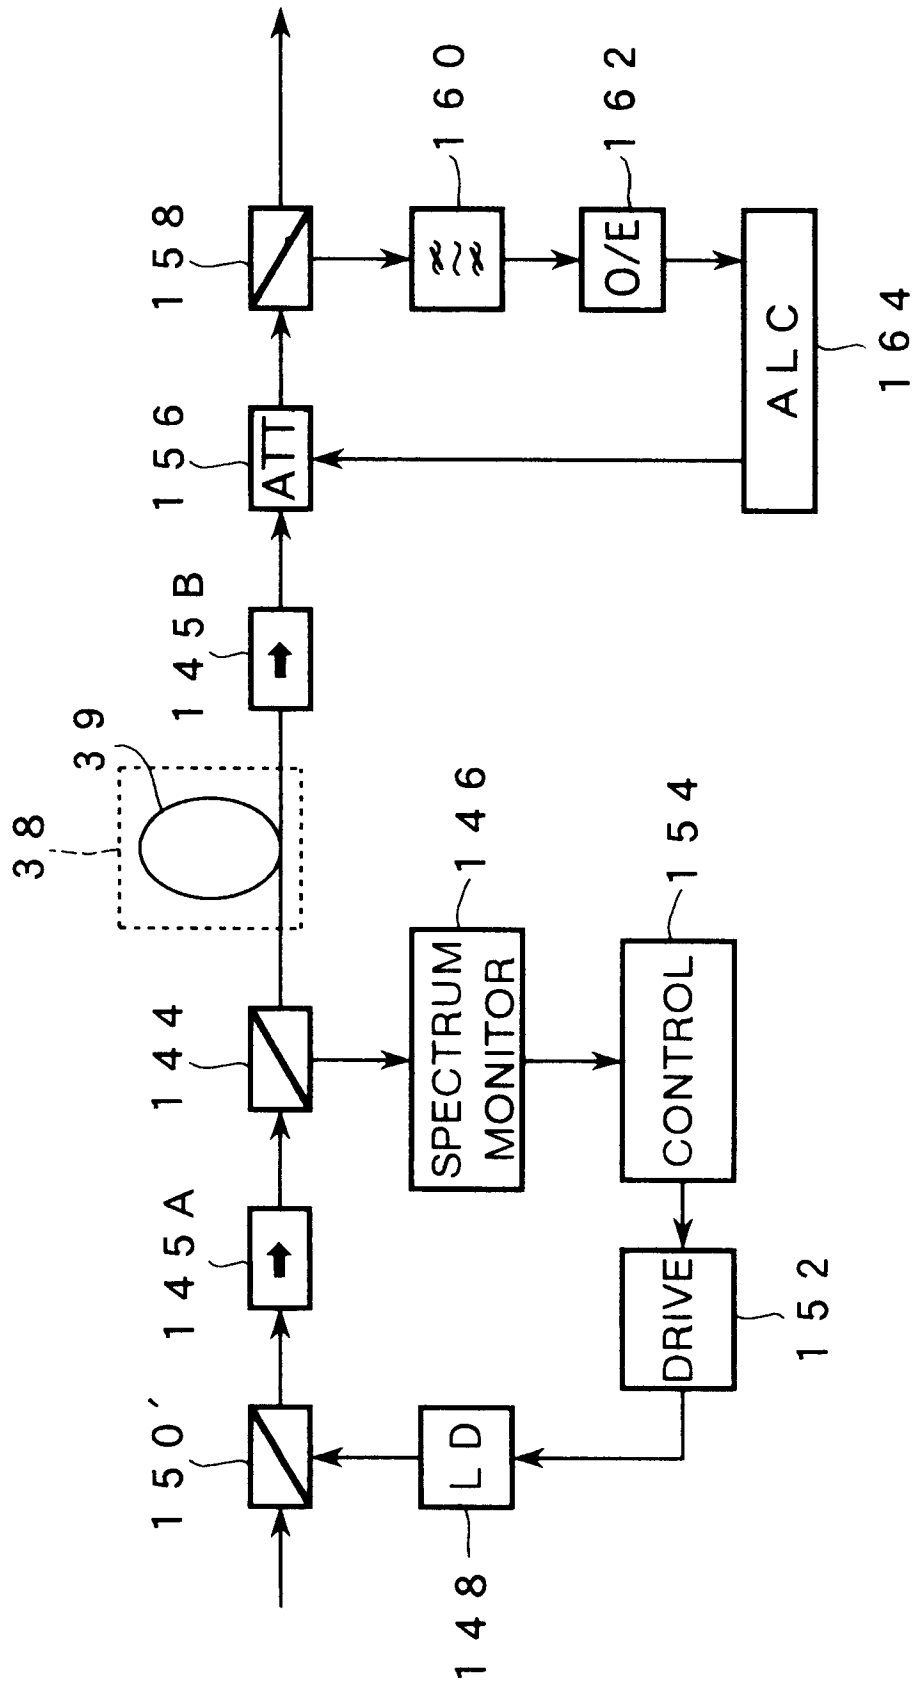 38
39
150′
145A
144
145B
ATT
156
158
160
O/E
162
ALC
164
SPECTRUM
MONITOR
146
CONTROL
154
DRIVE
152
LD
148